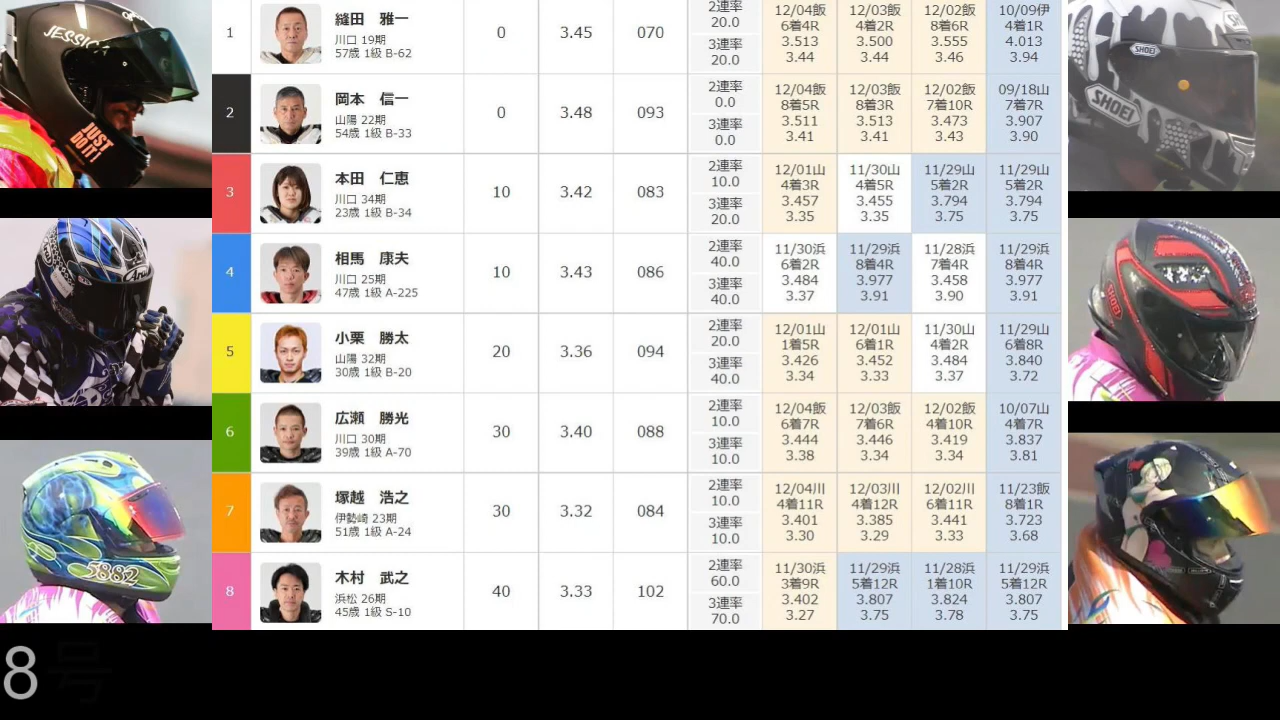 JESSICA
JUST
DO IT!
Arai
5882
SHOEI
SHOEI
SHOEI
1
縫田 雅一
川口 19期
57歳 1級 B-62
0
3.45
070
2連率
20.0
3連率
20.0
12/04飯
6着4R
3.513
3.44
12/03飯
4着2R
3.500
3.44
12/02飯
8着6R
3.555
3.46
10/09伊
4着1R
4.013
3.94
2
岡本 信一
山陽 22期
54歳 1級 B-33
0
3.48
093
2連率
0.0
3連率
0.0
12/04飯
8着5R
3.511
3.41
12/03飯
8着3R
3.513
3.41
12/02飯
7着10R
3.473
3.43
09/18山
7着7R
3.907
3.90
3
本田 仁恵
川口 34期
23歳 1級 B-34
10
3.42
083
2連率
10.0
3連率
20.0
12/01山
4着3R
3.457
3.35
11/30山
4着5R
3.455
3.35
11/29山
5着2R
3.794
3.75
11/29山
5着2R
3.794
3.75
4
相馬 康夫
川口 25期
47歳 1級 A-225
10
3.43
086
2連率
40.0
3連率
40.0
11/30浜
6着2R
3.484
3.37
11/29浜
8着4R
3.977
3.91
11/28浜
7着4R
3.458
3.90
11/29浜
8着4R
3.977
3.91
5
小栗 勝太
山陽 32期
30歳 1級 B-20
20
3.36
094
2連率
20.0
3連率
40.0
12/01山
1着5R
3.426
3.34
12/01山
6着1R
3.452
3.33
11/30山
4着2R
3.484
3.37
11/29山
6着8R
3.840
3.72
6
広瀬 勝光
川口 30期
39歳 1級 A-70
30
3.40
088
2連率
10.0
3連率
10.0
12/04飯
6着7R
3.444
3.38
12/03飯
7着6R
3.446
3.34
12/02飯
4着10R
3.419
3.34
10/07山
4着7R
3.837
3.81
7
塚越 浩之
伊勢崎 23期
51歳 1級 A-24
30
3.32
084
2連率
10.0
3連率
10.0
12/04川
4着11R
3.401
3.30
12/03川
4着12R
3.385
3.29
12/02川
6着11R
3.441
3.33
11/23飯
8着1R
3.723
3.68
8
木村 武之
浜松 26期
45歳 1級 S-10
40
3.33
102
2連率
60.0
3連率
70.0
11/30浜
3着9R
3.402
3.27
11/29浜
5着12R
3.807
3.75
11/28浜
1着10R
3.824
3.78
11/29浜
5着12R
3.807
3.75
8号